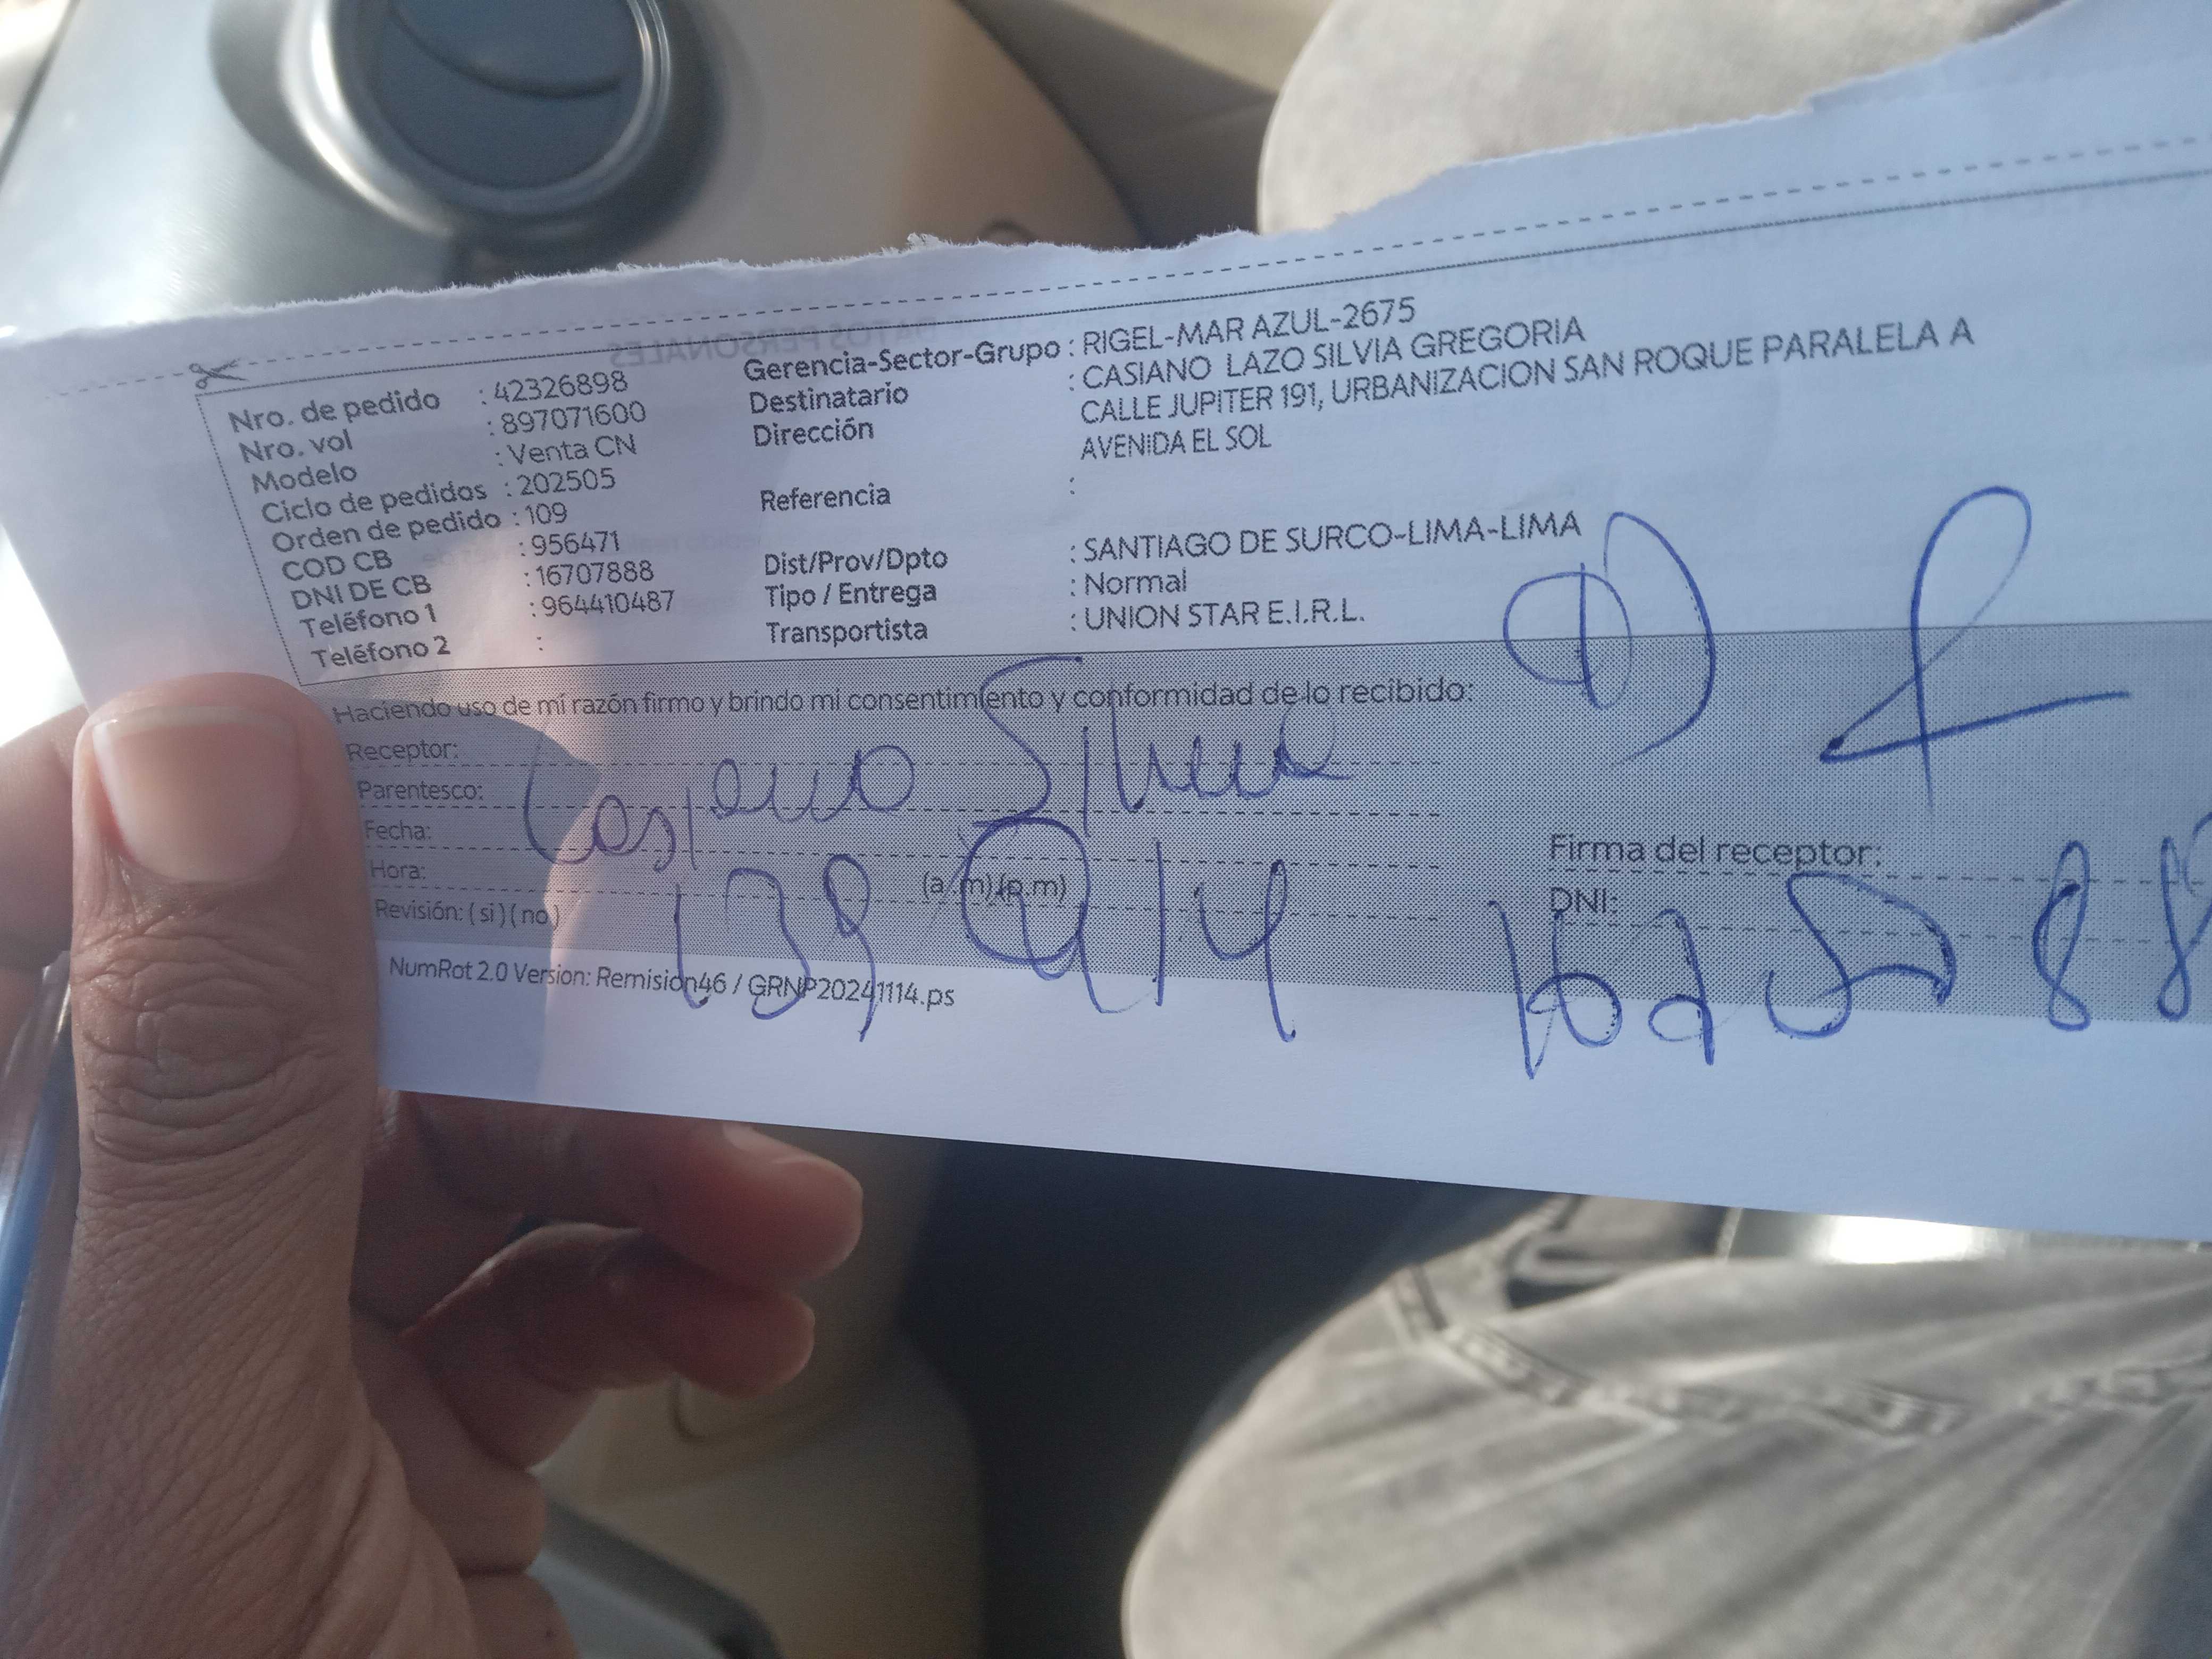 Nro. de pedido : 42326898
Nro. vol : 897071600
Modelo : Venta CN
Ciclo de pedidos : 202505
Orden de pedido : 109
COD CB : 956471
DNI DE CB : 16707888
Teléfono 1 : 964410487
Teléfono 2 :
Gerencia-Sector-Grupo : RIGEL-MAR AZUL-2675
Destinatario : CASIANO LAZO SILVIA GREGORIA
Dirección CALLE JUPITER 191, URBANIZACION SAN ROQUE PARALELA A
AVENIDA EL SOL
Referencia :
Dist/Prov/Dpto : SANTIAGO DE SURCO-LIMA-LIMA
Tipo / Entrega : Normal
Transportista : UNION STAR E.I.R.L.
Haciendo uso de mi razón firmo y brindo mi consentimiento y conformidad de lo recibido:
Receptor:
Parentesco: Casiano Silvia
Fecha:
Hora: (a.m)(p.m)
Revisión: (si)(no)
Firma del receptor:
DNI:
NumRot 2.0 Version: Remision46 / GRNP20241114.ps